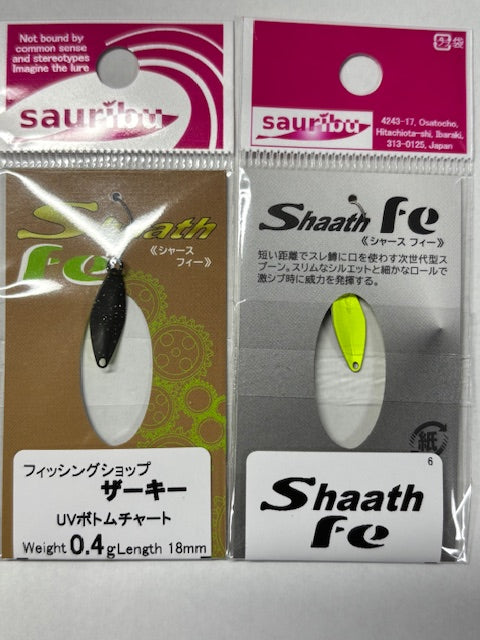 Not bound by
common sense
and stereotypes
Imagine the lure
sauribu
Shaath
Fe
《シャース
フィー》
フィッシングショップ
ザーキー
UVボトムチャート
Weight 0.4g Length 18mm
袋
sauribu
4243-17, Osatocho,
Hitachiota-shi, Ibaraki,
313-0125, Japan
Shaath Fe
《シャース フィー》
短い距離でスレ鱒に口を使わす次世代型
スプーン。スリムなシルエットと細かなロールで
激シブ時に威力を発揮する。
紙
6
Shaath
Fe